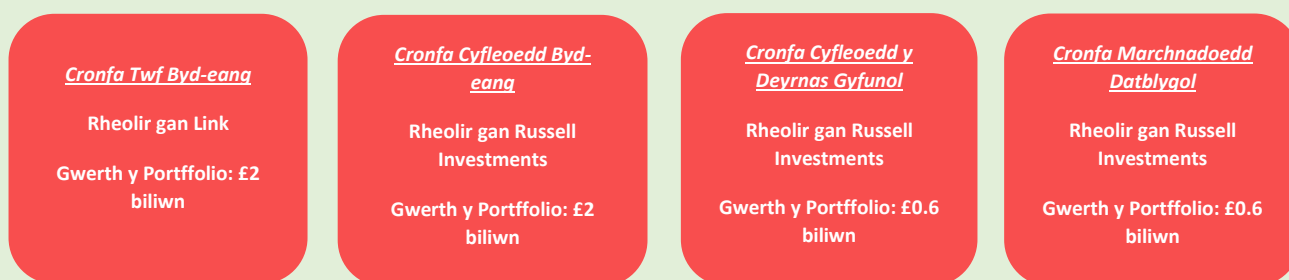 Cronfa Twf Byd-eang
Rheolir gan Link
Gwerth y Portffolio: £2
biliwn
Cronfa Cyfleoedd Byd-
eang
Rheolir gan Russell
Investments
Gwerth y Portffolio: £2
biliwn
Cronfa Cyfleoedd y
Deyrnas Gyfunol
Rheolir gan Russell
Investments
Gwerth y Portffolio: £0.6
biliwn
Cronfa Marchnadoedd
Datblygol
Rheolir gan Russell
Investments
Gwerth y Portffolio: £0.6
biliwn